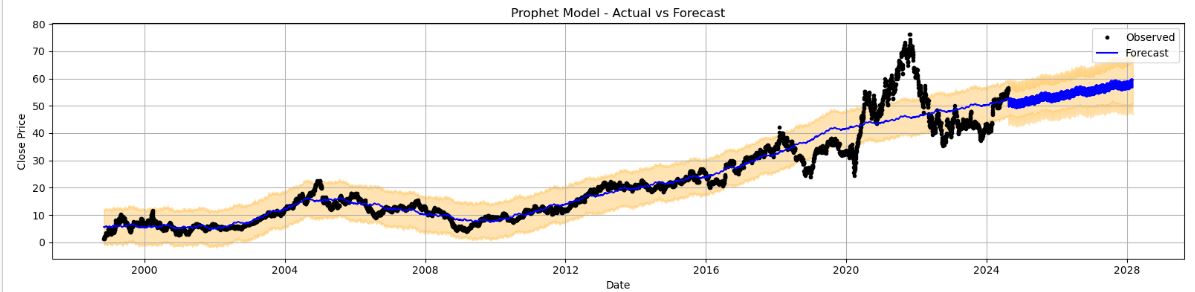 Prophet Model - Actual vs Forecast
80
70
60
50
40
30
20
10
0
Close Price
Observed
Forecast
2000 2004 2008 2012 2016 2020 2024 2028
Date